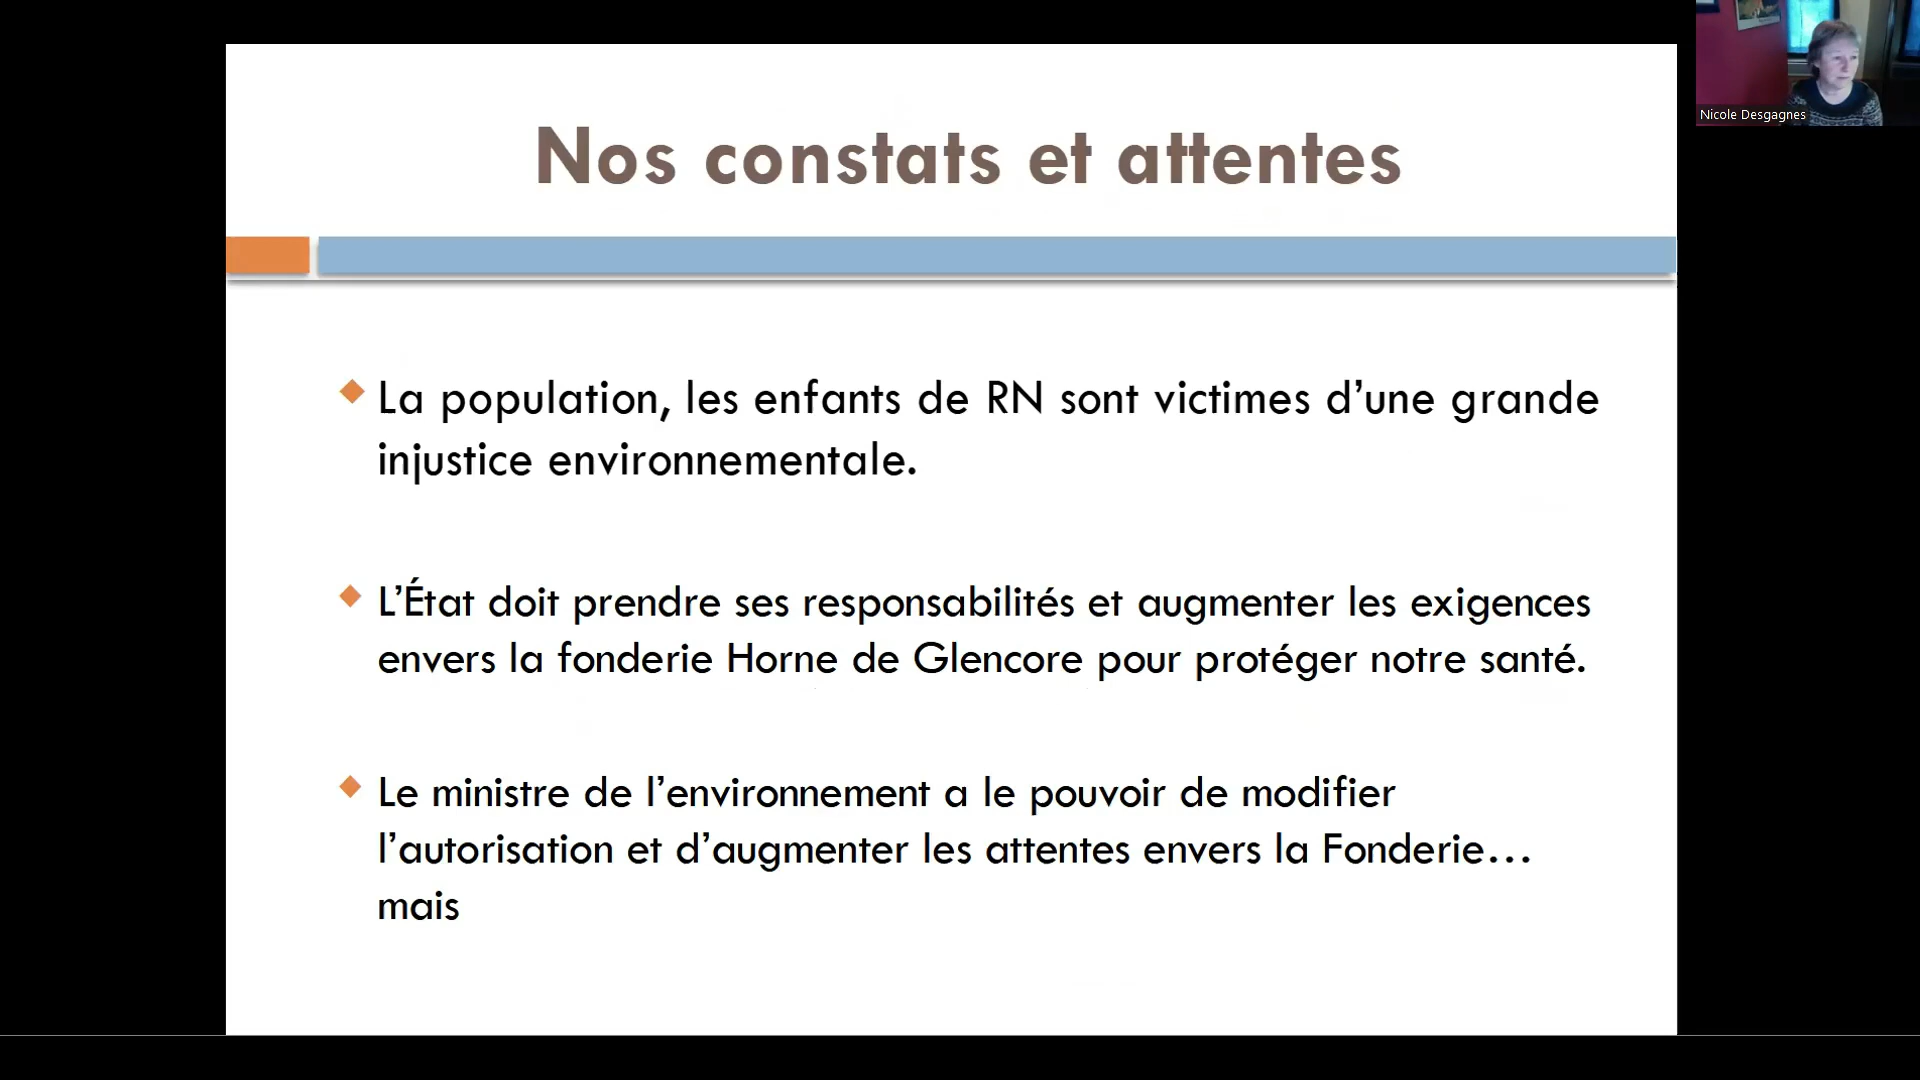 Nos constats et attentes
Nicole Desgagnes
La population, les enfants de RN sont victimes d’une grande
injustice environnementale.
L’État doit prendre ses responsabilités et augmenter les exigences
envers la fonderie Horne de Glencore pour protéger notre santé.
Le ministre de l’environnement a le pouvoir de modifier
l’autorisation et d’augmenter les attentes envers la Fonderie…
mais